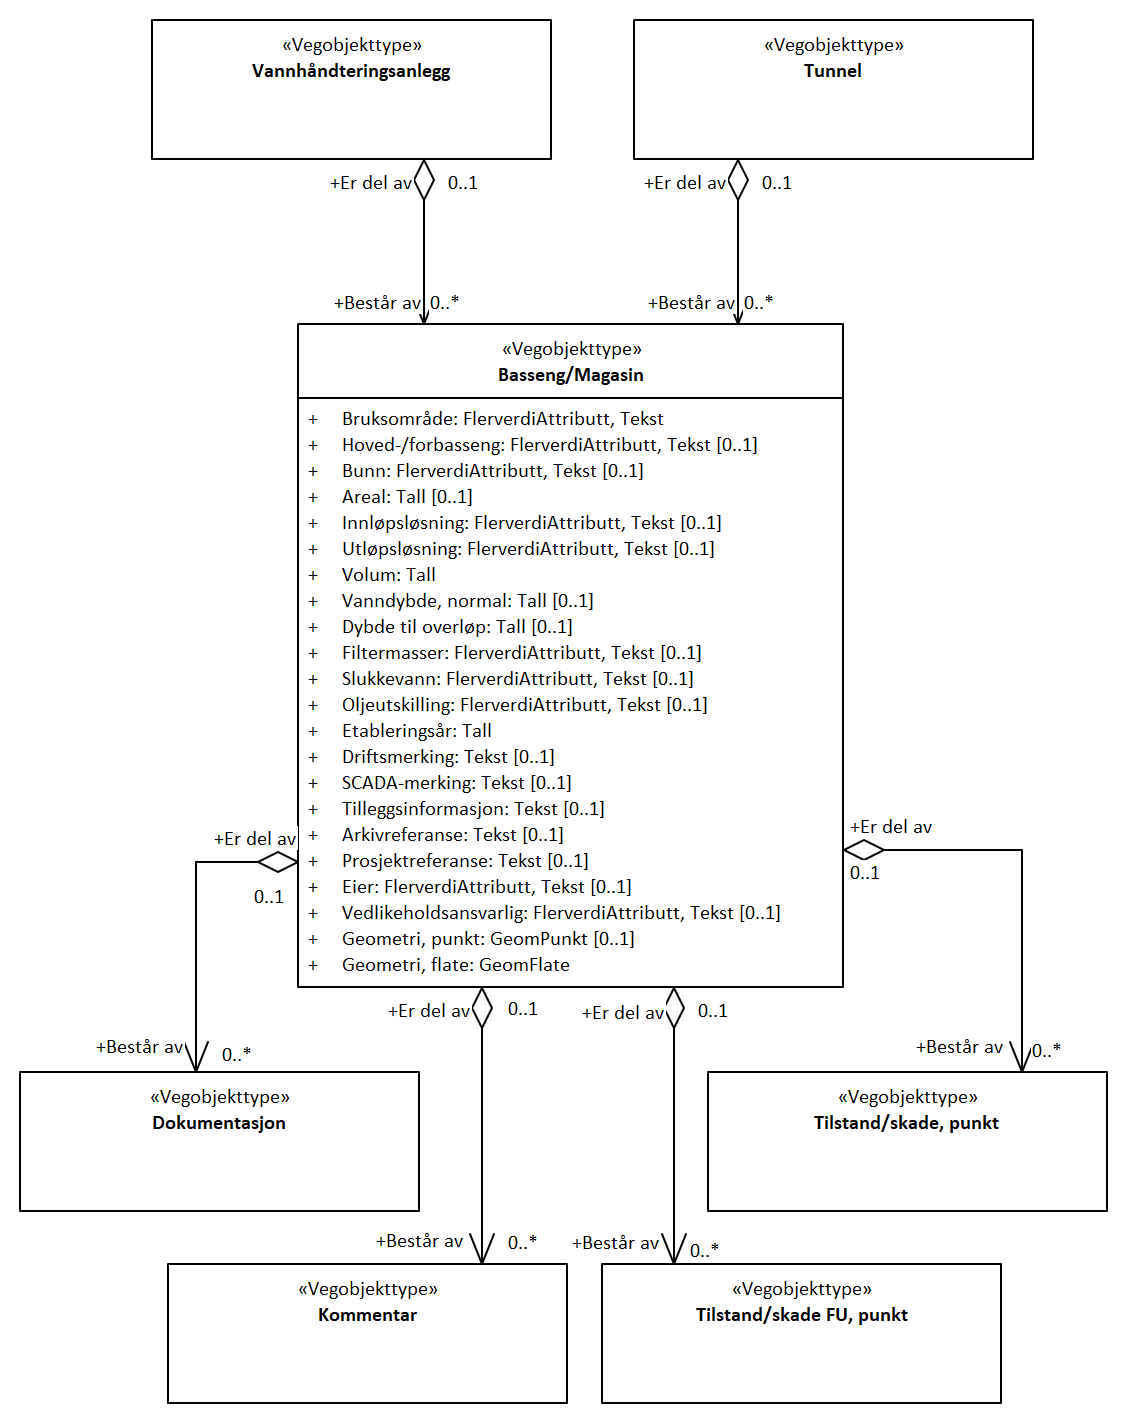 «Vegobjekttype»
Vannhåndteringsanlegg
«Vegobjekttype»
Tunnel
+Er del av 0..1
+Er del av 0..1
+Består av 0..*
+Består av 0..*
«Vegobjekttype»
Basseng/Magasin
+ Bruksområde: FlerverdiAttributt, Tekst
+ Hoved-/forbasseng: FlerverdiAttributt, Tekst [0..1]
+ Bunn: FlerverdiAttributt, Tekst [0..1]
+ Areal: Tall [0..1]
+ Innløpsløsning: FlerverdiAttributt, Tekst [0..1]
+ Utløpsløsning: FlerverdiAttributt, Tekst [0..1]
+ Volum: Tall
+ Vanndybde, normal: Tall [0..1]
+ Dybde til overløp: Tall [0..1]
+ Filtermasser: FlerverdiAttributt, Tekst [0..1]
+ Slukkevann: FlerverdiAttributt, Tekst [0..1]
+ Oljeutskilling: FlerverdiAttributt, Tekst [0..1]
+ Etableringsår: Tall
+ Driftsmerking: Tekst [0..1]
+ SCADA-merking: Tekst [0..1]
+ Tilleggsinformasjon: Tekst [0..1]
+ Arkivreferanse: Tekst [0..1]
+ Prosjektreferanse: Tekst [0..1]
+ Eier: FlerverdiAttributt, Tekst [0..1]
+ Vedlikeholdsansvarlig: FlerverdiAttributt, Tekst [0..1]
+ Geometri, punkt: GeomPunkt [0..1]
+ Geometri, flate: GeomFlate
+Er del av
0..1
+Er del av
0..1
+Er del av 0..1
+Er del av 0..1
+Består av 0..*
+Består av 0..*
«Vegobjekttype»
Dokumentasjon
«Vegobjekttype»
Tilstand/skade, punkt
+Består av 0..*
+Består av 0..*
«Vegobjekttype»
Kommentar
«Vegobjekttype»
Tilstand/skade FU, punkt